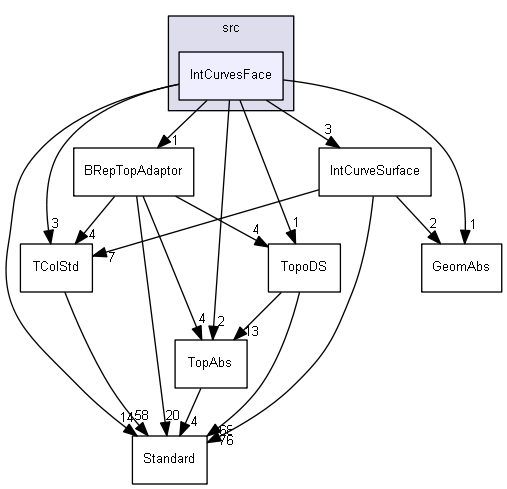 src
IntCurvesFace
3
1
BRepTopAdaptor
IntCurveSurface
3
4
4
1
2
1
7
TColStd
TopoDS
GeomAbs
4
2
13
TopAbs
14
58
20
4
76
Standard